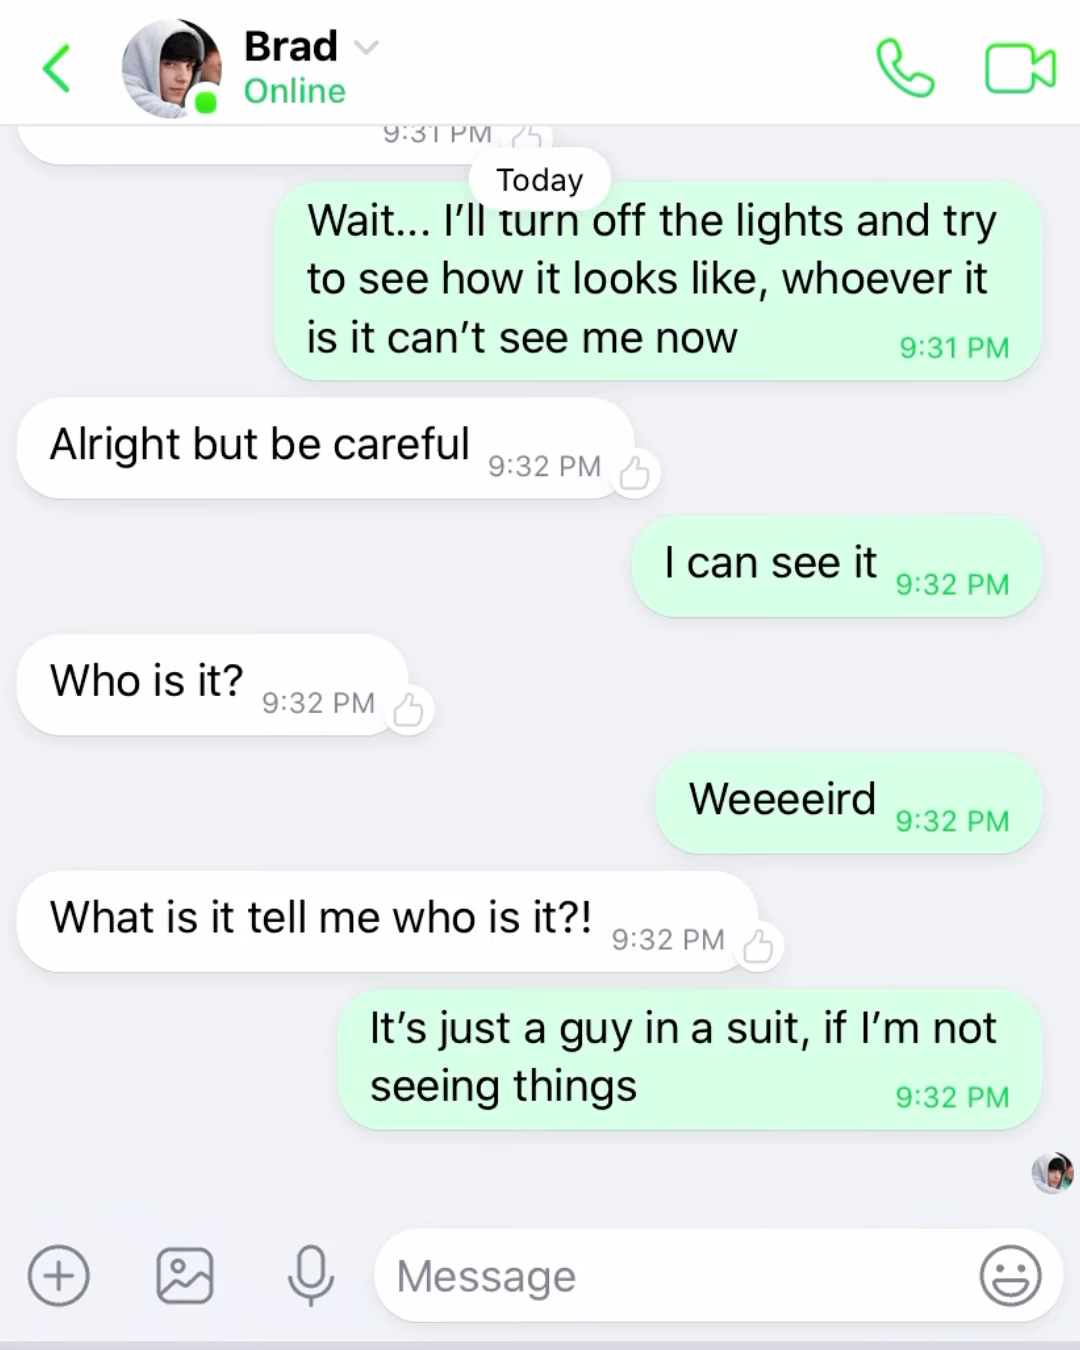 Brad
Online
9:31 PM
Today
Wait... I’ll turn off the lights and try
to see how it looks like, whoever it
is it can’t see me now
9:31 PM
Alright but be careful
9:32 PM
I can see it
9:32 PM
Who is it?
9:32 PM
Weeeeird
9:32 PM
What is it tell me who is it?!
9:32 PM
It’s just a guy in a suit, if I’m not
seeing things
9:32 PM
Message